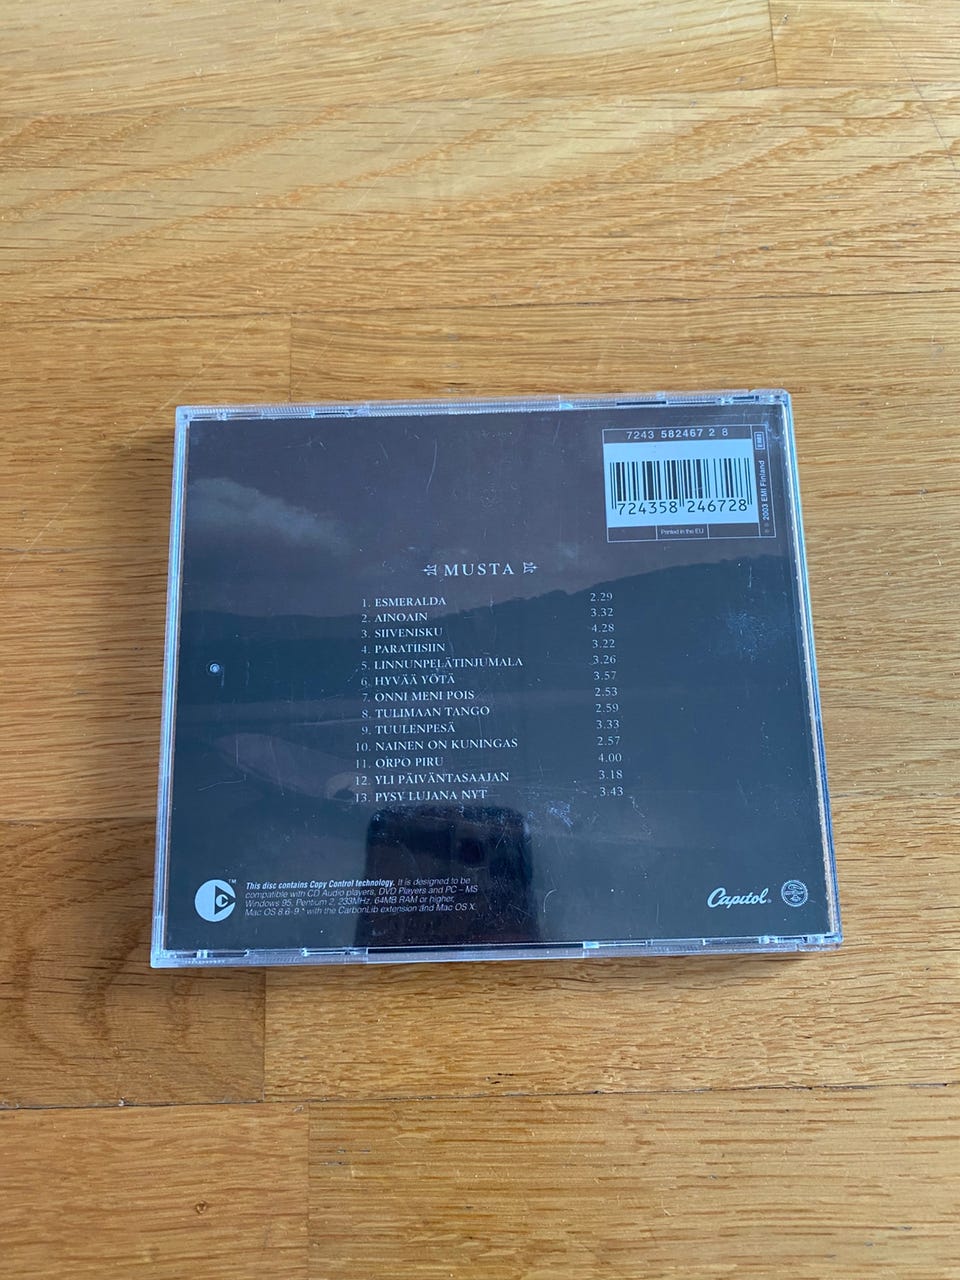 7243 582467 2 8
EMI
℗ © 2003 EMI Finland
724358 246728
Printed in the EU
MUSTA
1. ESMERALDA 2.29
2. AINOAIN 3.32
3. SIIVENISKU 4.28
4. PARATIISIIN 3.22
5. LINNUNPELÄTINJUMALA 3.26
6. HYVÄÄ YÖTÄ 3.57
7. ONNI MENI POIS 2.53
8. TULIMAAN TANGO 2.59
9. TUULENPESÄ 3.33
10. NAINEN ON KUNINGAS 2.57
11. ORPO PIRU 4.00
12. YLI PÄIVÄNTASAAJAN 3.18
13. PYSY LUJANA NYT 3.43
TM
This disc contains Copy Control technology. It is designed to be
compatible with CD Audio players, DVD Players and PC – MS
Windows 95, Pentium 2, 233MHz, 64MB RAM or higher,
Mac OS 8.6-9.* with the CarbonLib extension and Mac OS X.
Capitol®